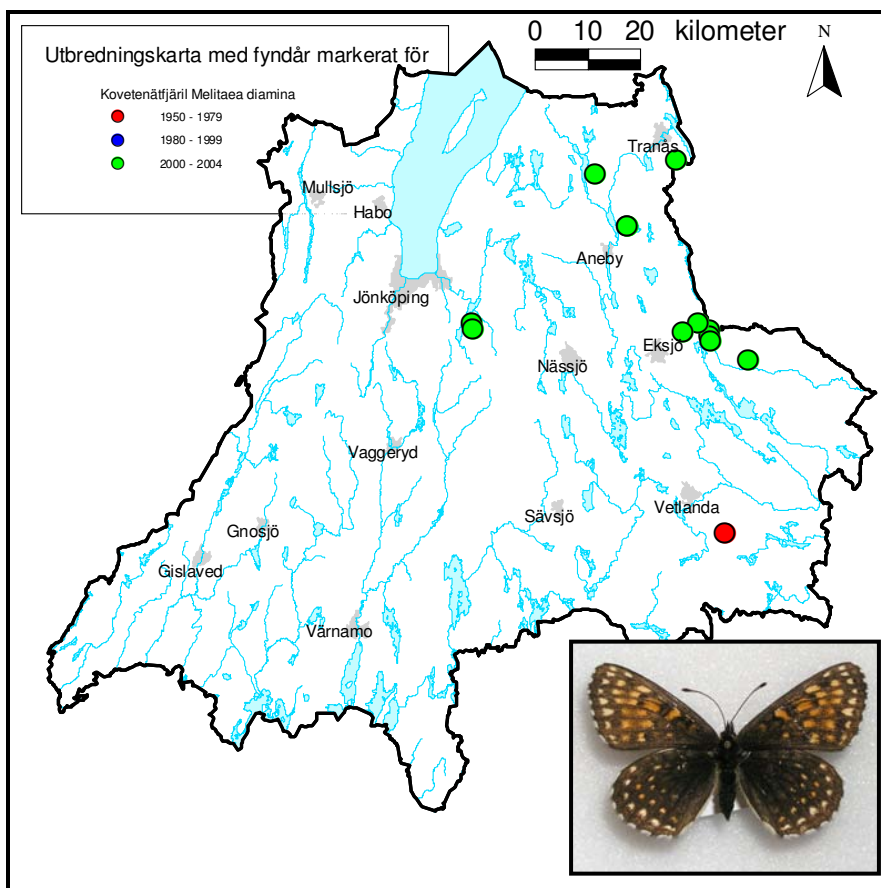 Utbredningskarta med fyndår markerat för
Kovetenätfjäril Melitaea diamina
1950 - 1979
1980 - 1999
2000 - 2004
0 10 20 kilometer
N
Tranås
Mullsjö
Habo
Aneby
Jönköping
Eksjö
Nässjö
Vaggeryd
Vetlanda
Sävsjö
Gnosjö
Gislaved
Värnamo